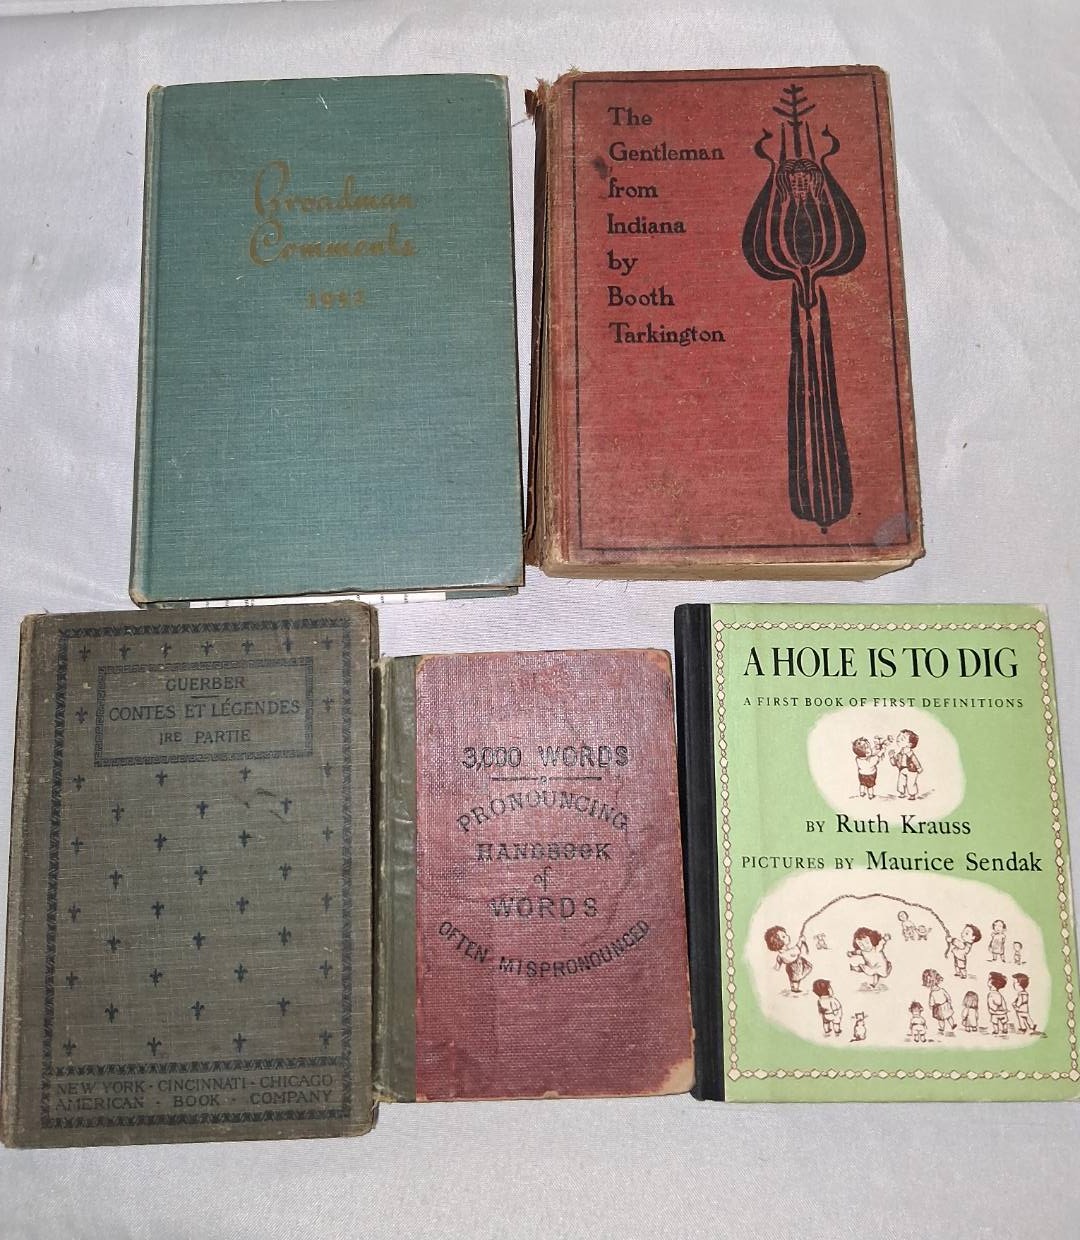 Broadman
Comments
The
Gentleman
from
Indiana
by
Booth
Tarkington
GUERBER
CONTES ET LÉGENDES
IRE PARTIE
NEW YORK · CINCINNATI · CHICAGO
AMERICAN · BOOK · COMPANY
3,000 WORDS
PRONOUNCING
HANDBOOK
of
WORDS
OFTEN MISPRONOUNCED
A HOLE IS TO DIG
A FIRST BOOK OF FIRST DEFINITIONS
BY Ruth Krauss
PICTURES BY Maurice Sendak